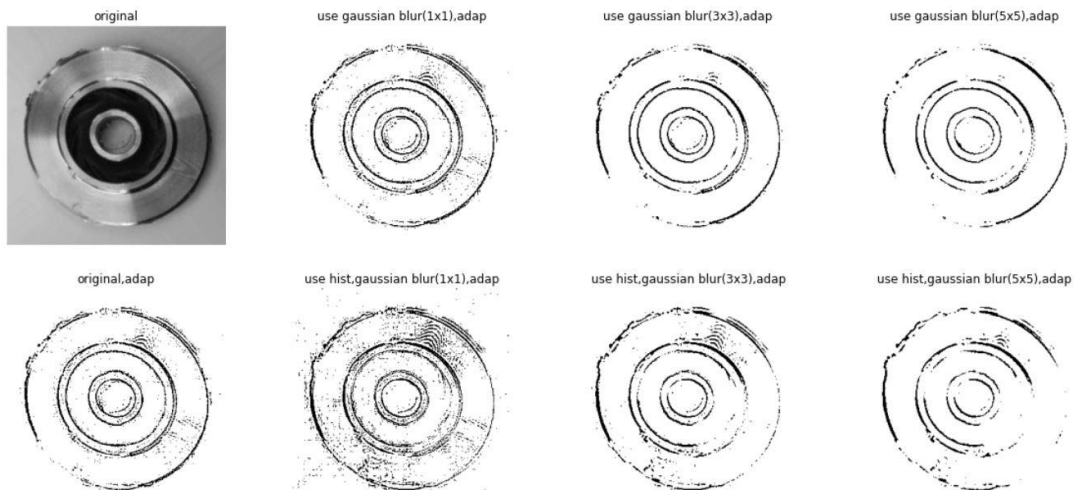 original
use gaussian blur(1x1),adap
use gaussian blur(3x3),adap
use gaussian blur(5x5),adap
original,adap
use hist,gaussian blur(1x1),adap
use hist,gaussian blur(3x3),adap
use hist,gaussian blur(5x5),adap